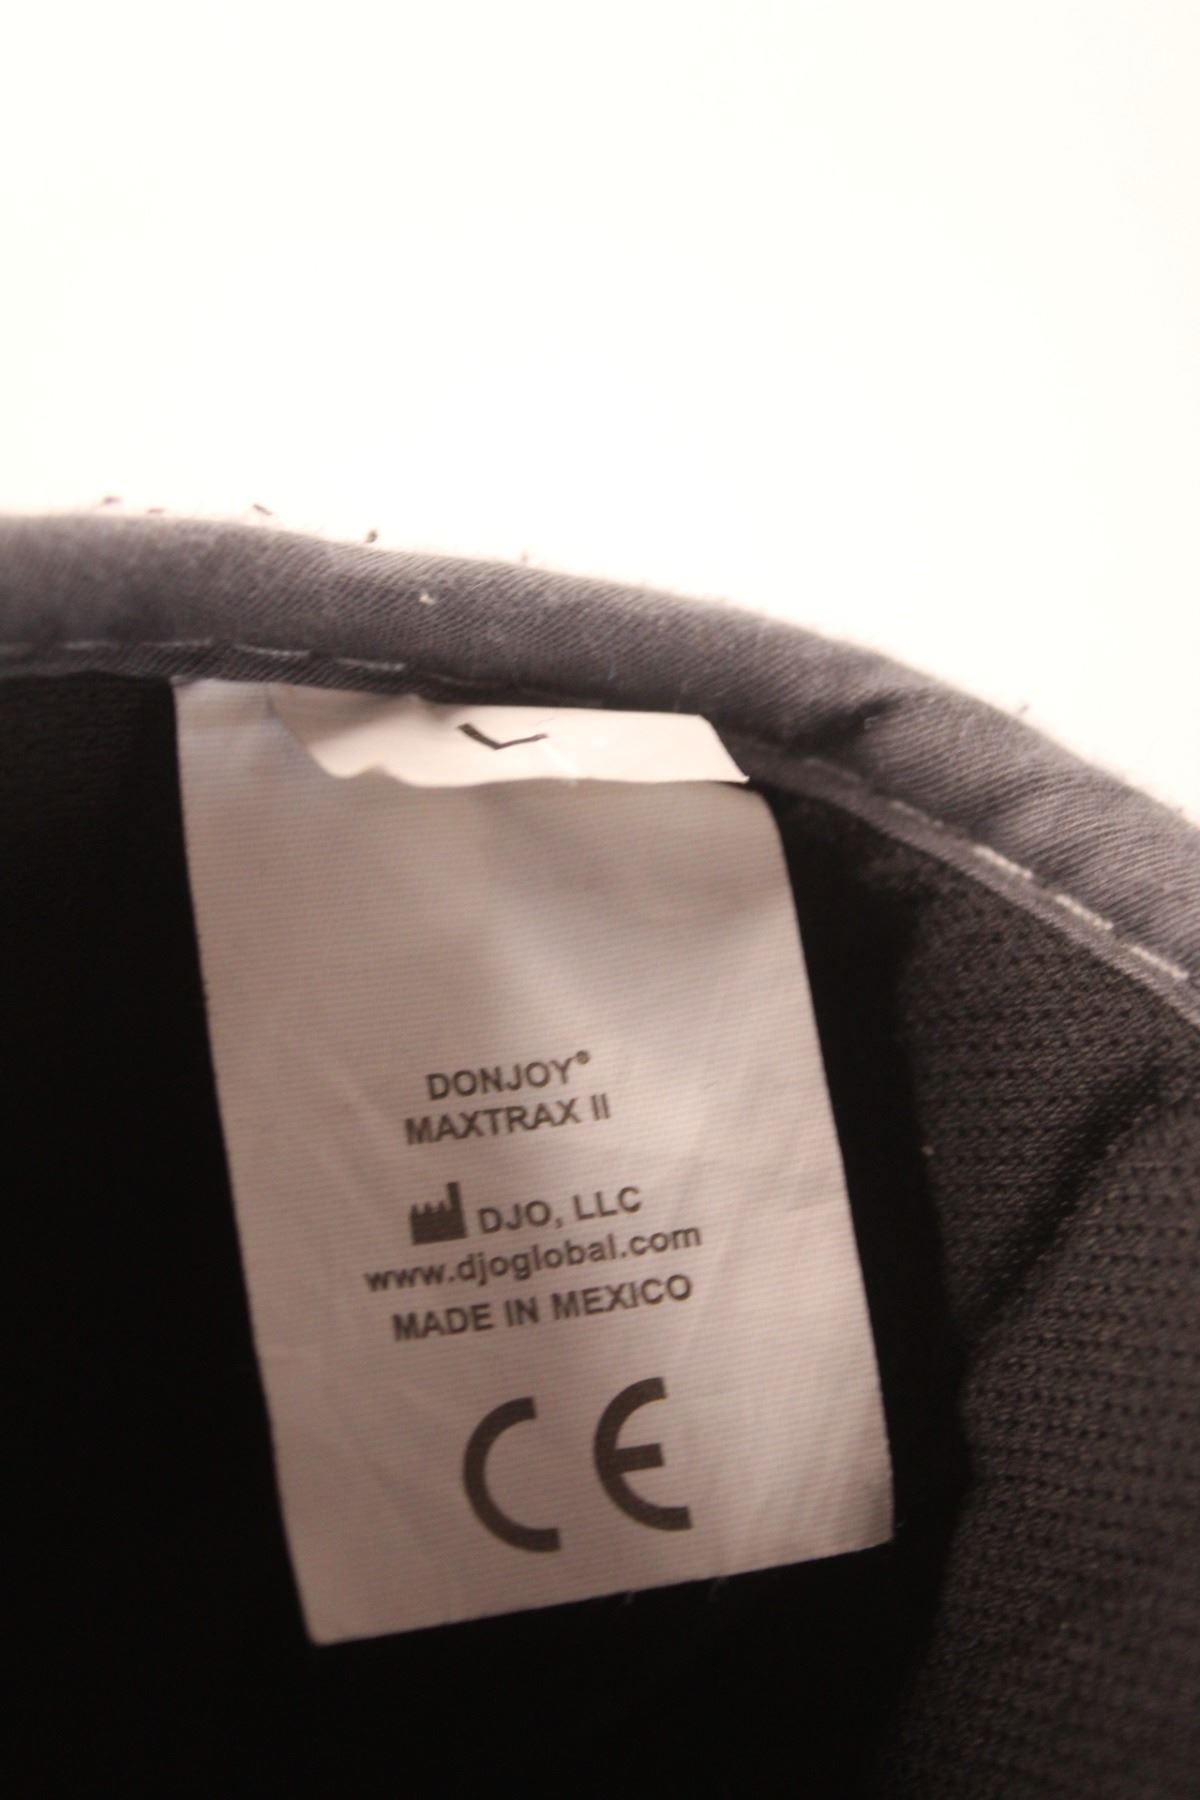 L
DONJOY®
MAXTRAX II
DJO, LLC
www.djoglobal.com
MADE IN MEXICO
CE